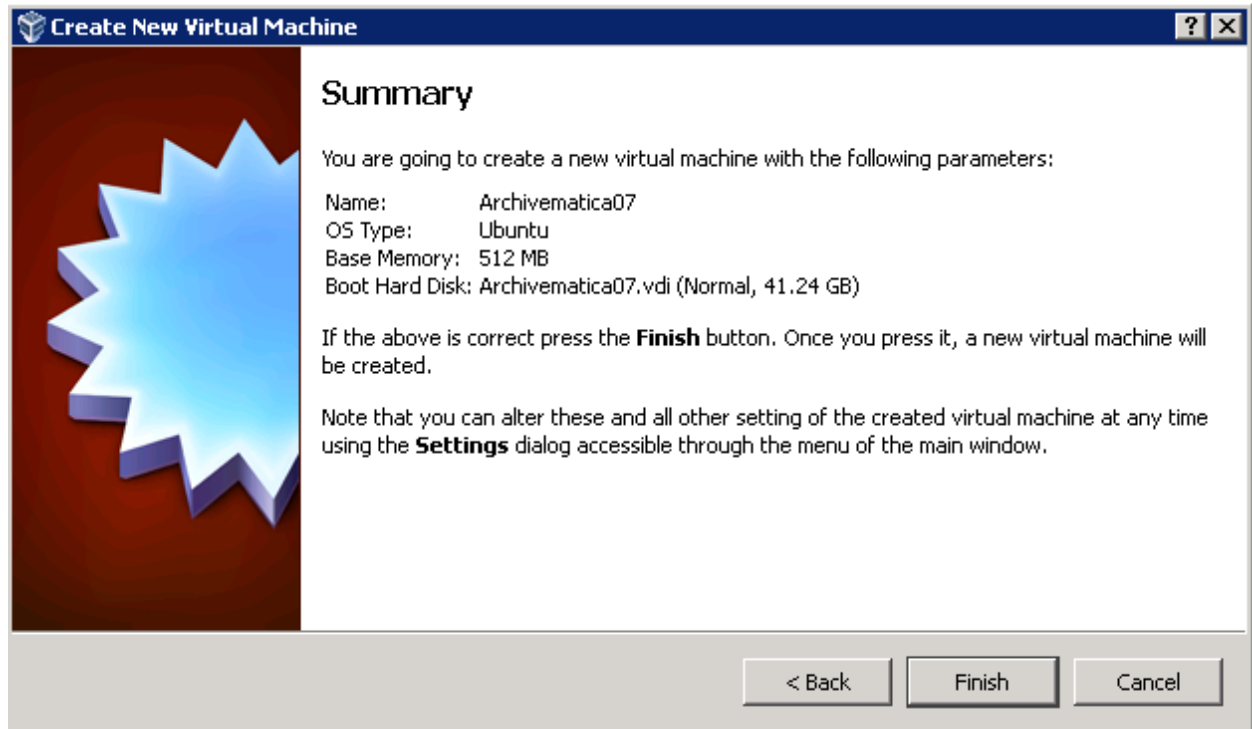 Create New Virtual Machine
Summary
You are going to create a new virtual machine with the following parameters:
Name: Archivematica07
OS Type: Ubuntu
Base Memory: 512 MB
Boot Hard Disk: Archivematica07.vdi (Normal, 41.24 GB)
If the above is correct press the Finish button. Once you press it, a new virtual machine will
be created.
Note that you can alter these and all other setting of the created virtual machine at any time
using the Settings dialog accessible through the menu of the main window.
< Back Finish Cancel